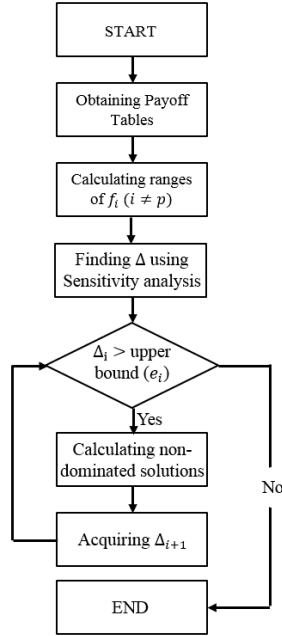 START
Obtaining Payoff
Tables
Calculating ranges
of f_i (i ≠ p)
Finding Δ using
Sensitivity analysis
Δ_i > upper
bound (e_i)
Yes
Calculating non-
dominated solutions
No
Acquiring Δ_{i+1}
END